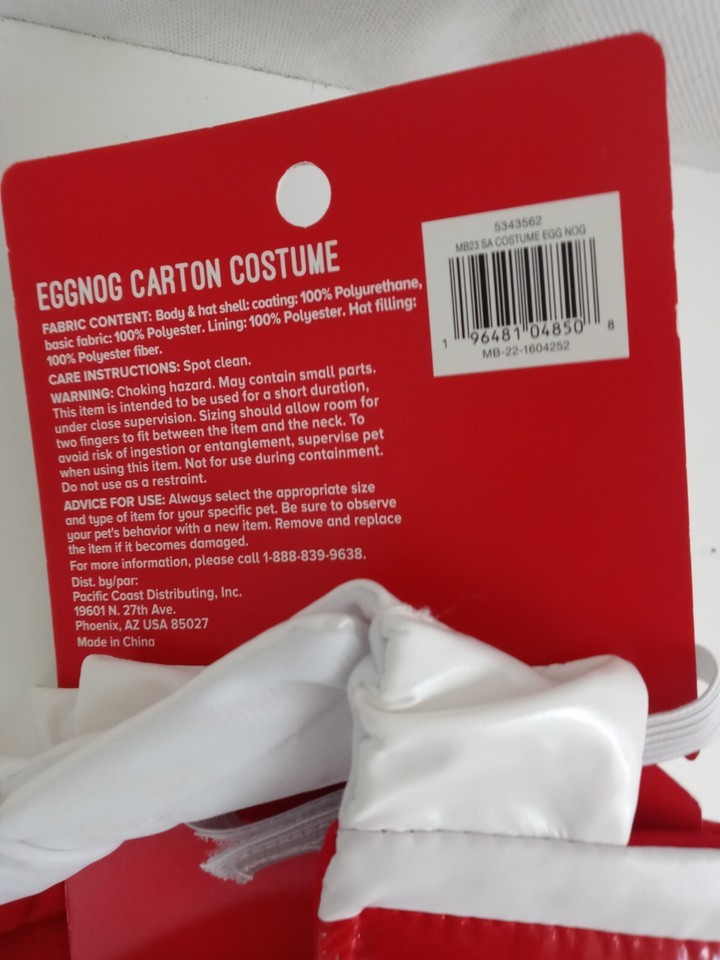 EGGNOG CARTON COSTUME
FABRIC CONTENT: Body & hat shell: coating: 100% Polyurethane,
basic fabric: 100% Polyester. Lining: 100% Polyester. Hat filling:
100% Polyester fiber.
CARE INSTRUCTIONS: Spot clean.
WARNING: Choking hazard. May contain small parts.
This item is intended to be used for a short duration,
under close supervision. Sizing should allow room for
two fingers to fit between the item and the neck. To
avoid risk of ingestion or entanglement, supervise pet
when using this item. Not for use during containment.
Do not use as a restraint.
ADVICE FOR USE: Always select the appropriate size
and type of item for your specific pet. Be sure to observe
your pet's behavior with a new item. Remove and replace
the item if it becomes damaged.
For more information, please call 1-888-839-9638.
Dist. by/par:
Pacific Coast Distributing, Inc.
19601 N. 27th Ave.
Phoenix, AZ USA 85027
Made in China
5343562
MB23 SA COSTUME EGG NOG
1 96481 04850 8
MB-22-1604252